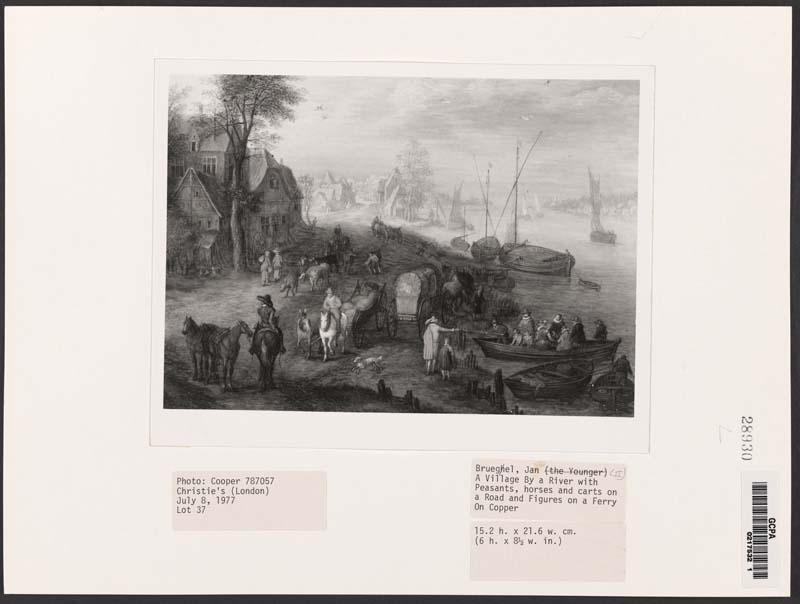 Photo: Cooper 787057
Christie's (London)
July 8, 1977
Lot 37
Brueghel, Jan (the Younger) (II)
A Village By a River with
Peasants, horses and carts on
a Road and Figures on a Ferry
On Copper
15.2 h. x 21.6 w. cm.
(6 h. x 8½ w. in.)
28930
L
GCPA
0217632 1